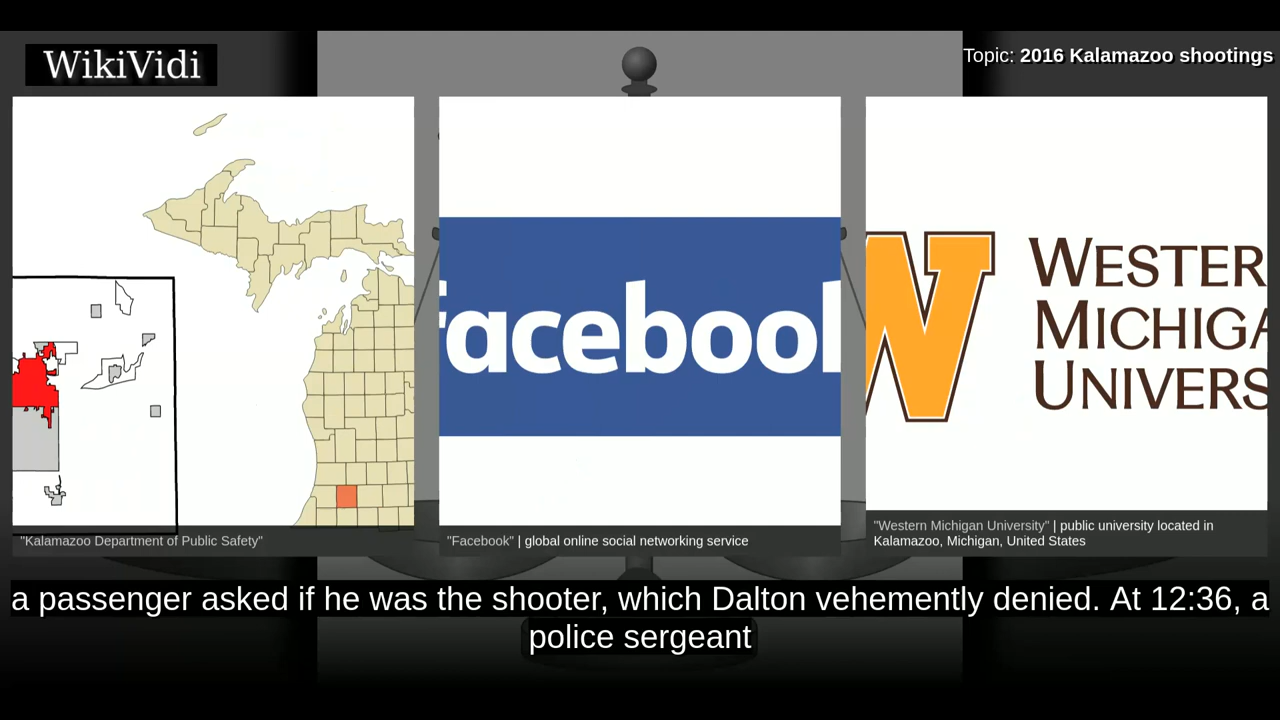 WikiVidi
Topic: 2016 Kalamazoo shootings
facebook
WESTER
MICHIGA
UNIVERS
"Kalamazoo Department of Public Safety"
"Facebook" | global online social networking service
"Western Michigan University" | public university located in
Kalamazoo, Michigan, United States
a passenger asked if he was the shooter, which Dalton vehemently denied. At 12:36, a
police sergeant